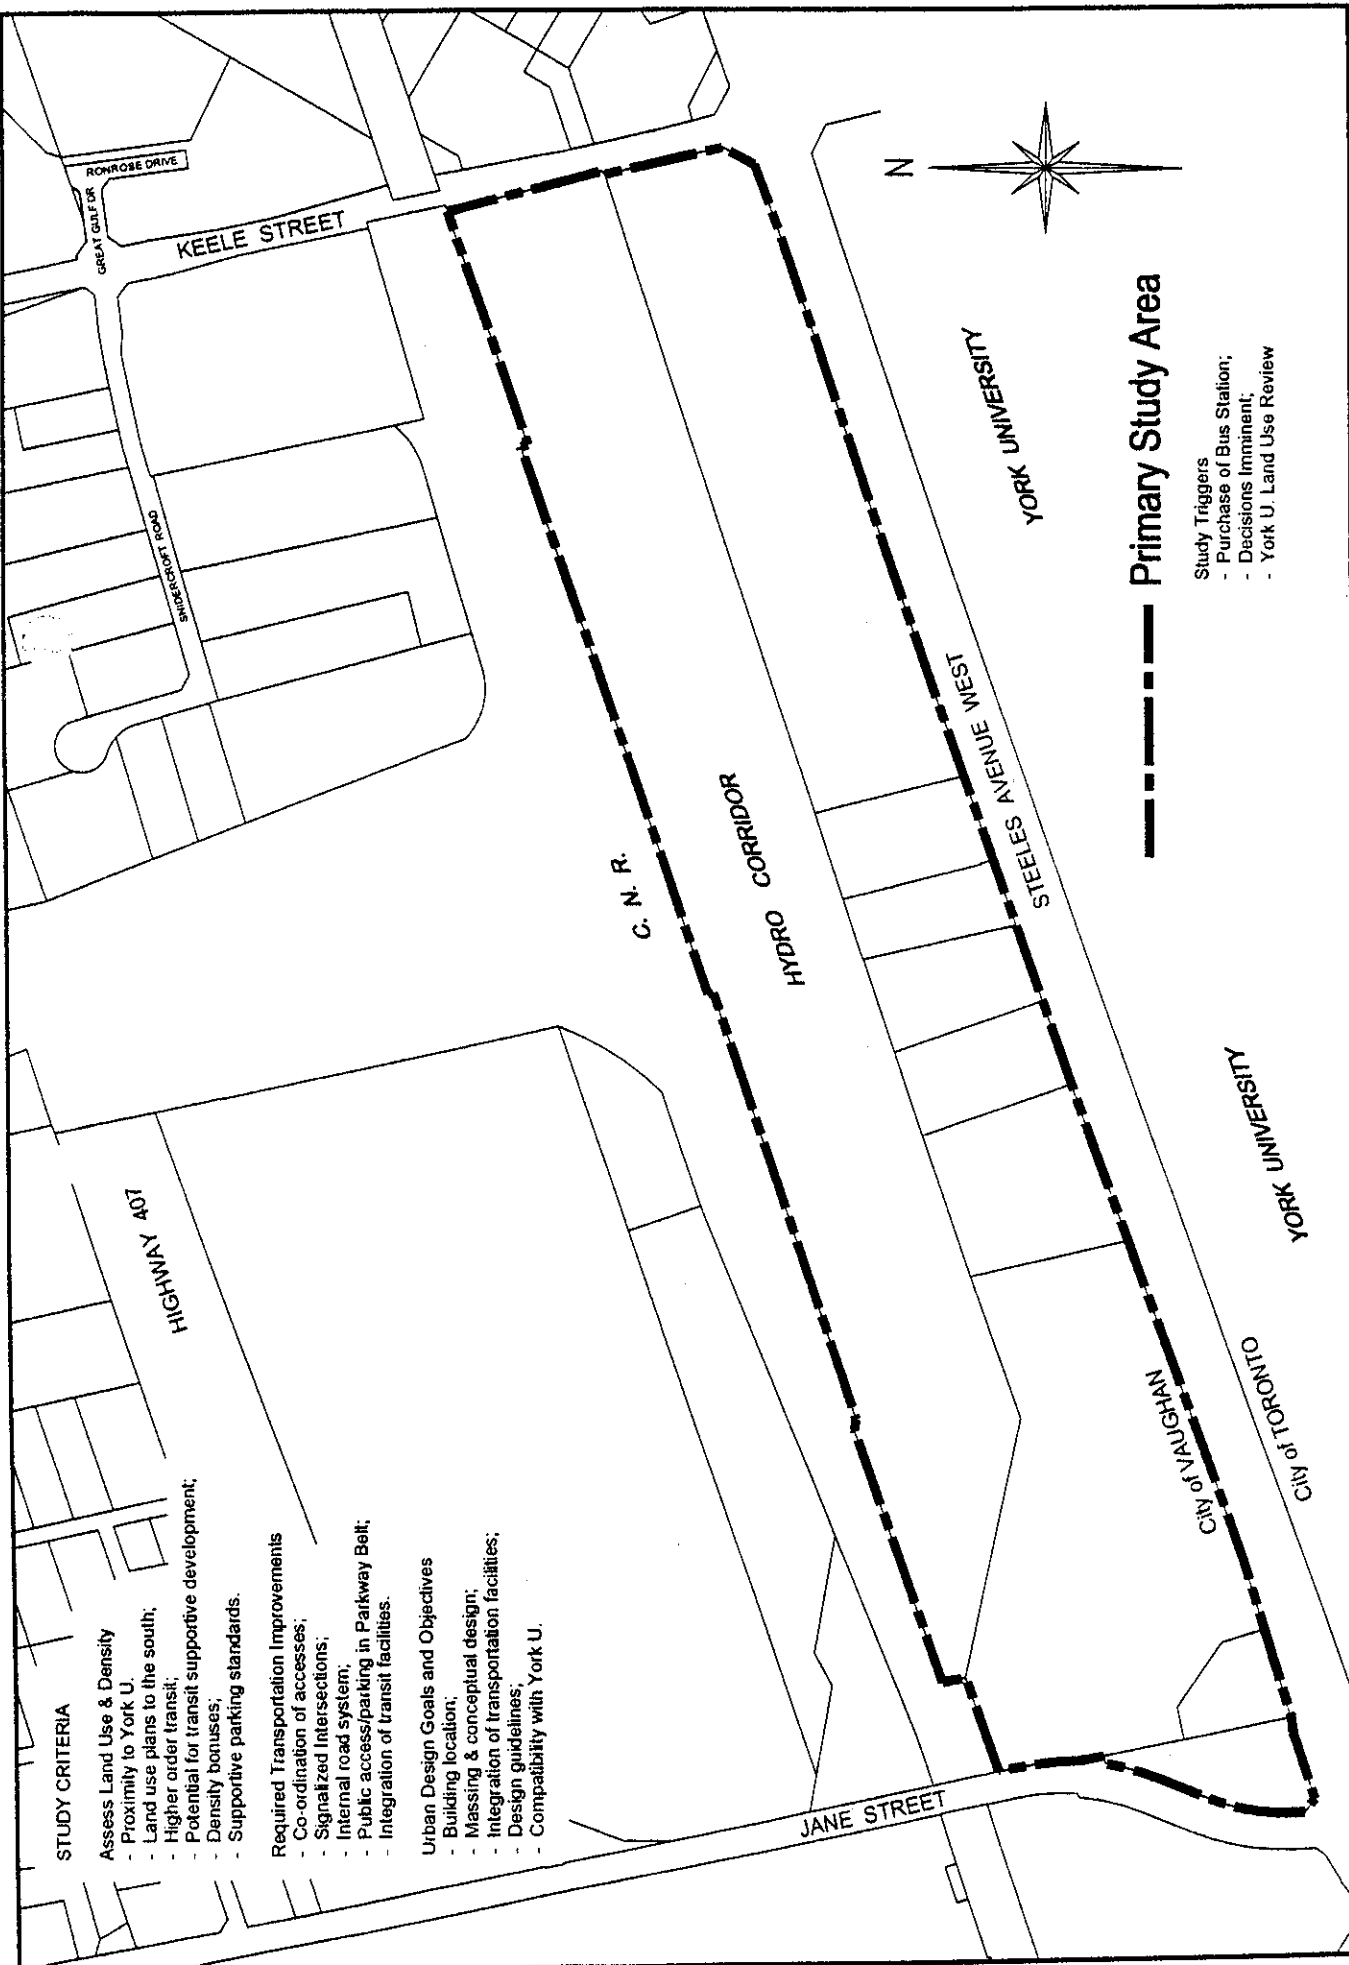 STUDY CRITERIA
Assess Land Use & Density
- Proximity to York U.
- Land use plans to the south;
- Higher order transit;
- Potential for transit supportive development;
- Density bonuses;
- Supportive parking standards.
Required Transportation Improvements
- Co-ordination of accesses;
- Signalized Intersections;
- Internal road system;
- Public access/parking in Parkway Belt;
- Integration of transit facilities.
Urban Design Goals and Objectives
- Building location;
- Massing & conceptual design;
- Integration of transportation facilities;
- Design guidelines;
- Compatibility with York U.
HIGHWAY 407
SNIDERCROFT ROAD
GREAT GULF DR
RONROSE DRIVE
KEELE STREET
C. N. R.
HYDRO CORRIDOR
JANE STREET
STEELES AVENUE WEST
City of VAUGHAN
City of TORONTO
YORK UNIVERSITY
YORK UNIVERSITY
N
Primary Study Area
Study Triggers
- Purchase of Bus Station;
- Decisions Imminent;
- York U. Land Use Review